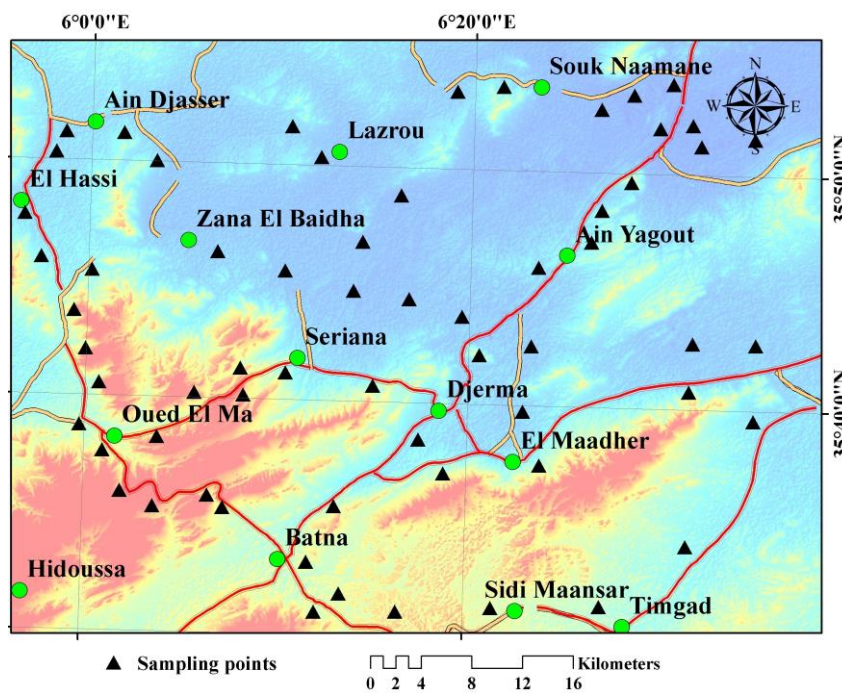 6°0'0"E
6°20'0"E
Souk Naamane
N
Ain Djasser
W
E
Lazrou
S
El Hassi
35°50'0"N
Zana El Baidha
Ain Yagout
Seriana
Djerma
Oued El Ma
35°40'0"N
El Maadher
Batna
Hidoussa
Sidi Maansar
Timgad
Sampling points
Kilometers
0 2 4 8 12 16